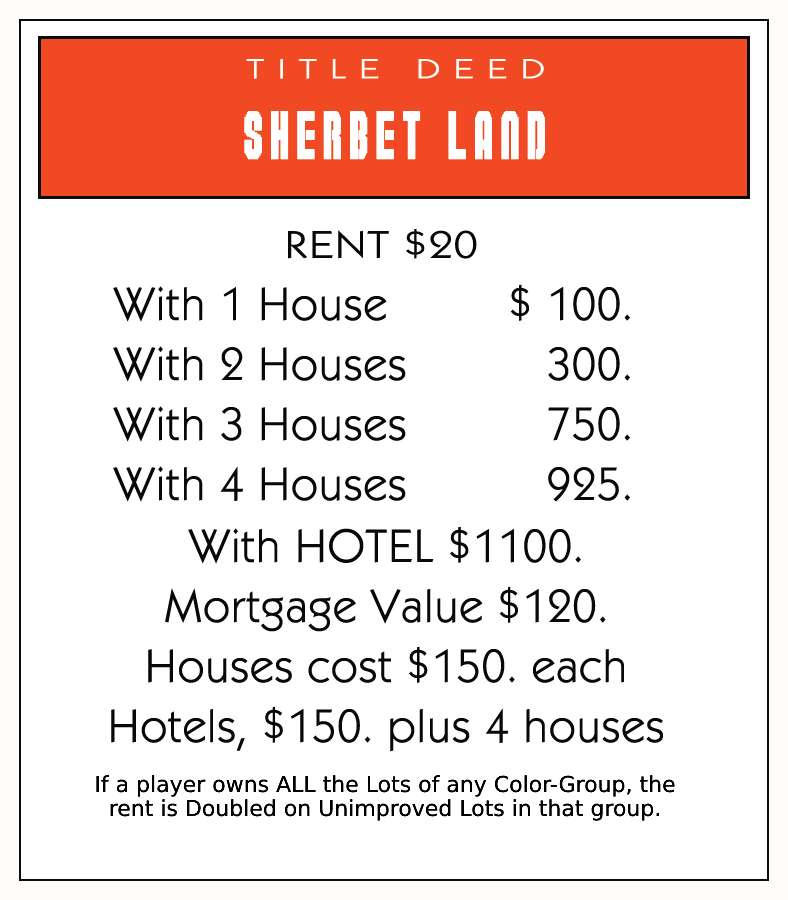 TITLE DEED
SHERBET LAND
RENT $20
With 1 House $ 100.
With 2 Houses 300.
With 3 Houses 750.
With 4 Houses 925.
With HOTEL $1100.
Mortgage Value $120.
Houses cost $150. each
Hotels, $150. plus 4 houses
If a player owns ALL the Lots of any Color-Group, the
rent is Doubled on Unimproved Lots in that group.